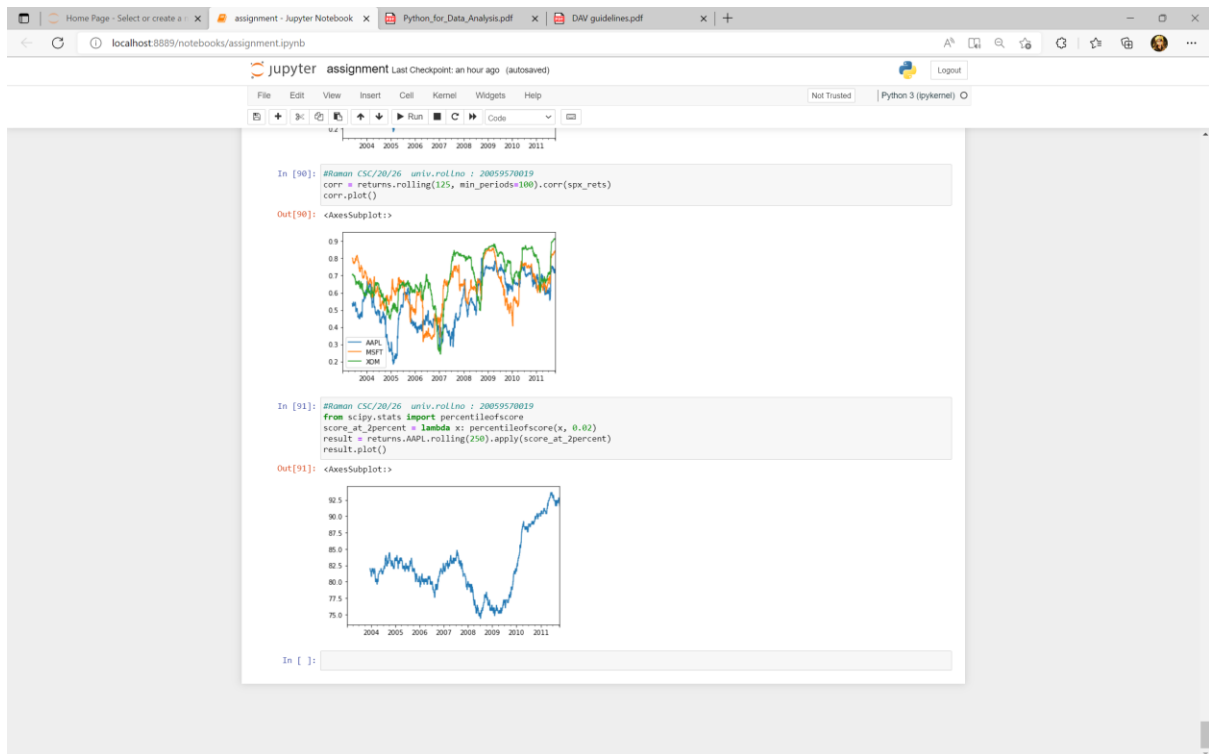 Home Page - Select or create a n
assignment - Jupyter Notebook
Python_for_Data_Analysis.pdf
DAV guidelines.pdf
localhost:8889/notebooks/assignment.ipynb
jupyter assignment Last Checkpoint: an hour ago (autosaved)
Logout
File Edit View Insert Cell Kernel Widgets Help
Not Trusted
Python 3 (ipykernel)
Run
Code
0.2
2004 2005 2006 2007 2008 2009 2010 2011
In [90]:
#Raman CSC/20/26 univ.rollno : 20059570019
corr = returns.rolling(125, min_periods=100).corr(spx_rets)
corr.plot()
Out[90]: <AxesSubplot:>
0.9
0.8
0.7
0.6
0.5
0.4
0.3
0.2
AAPL
MSFT
XOM
2004 2005 2006 2007 2008 2009 2010 2011
In [91]:
#Raman CSC/20/26 univ.rollno : 20059570019
from scipy.stats import percentileofscore
score_at_2percent = lambda x: percentileofscore(x, 0.02)
result = returns.AAPL.rolling(250).apply(score_at_2percent)
result.plot()
Out[91]: <AxesSubplot:>
92.5
90.0
87.5
85.0
82.5
80.0
77.5
75.0
2004 2005 2006 2007 2008 2009 2010 2011
In [ ]: